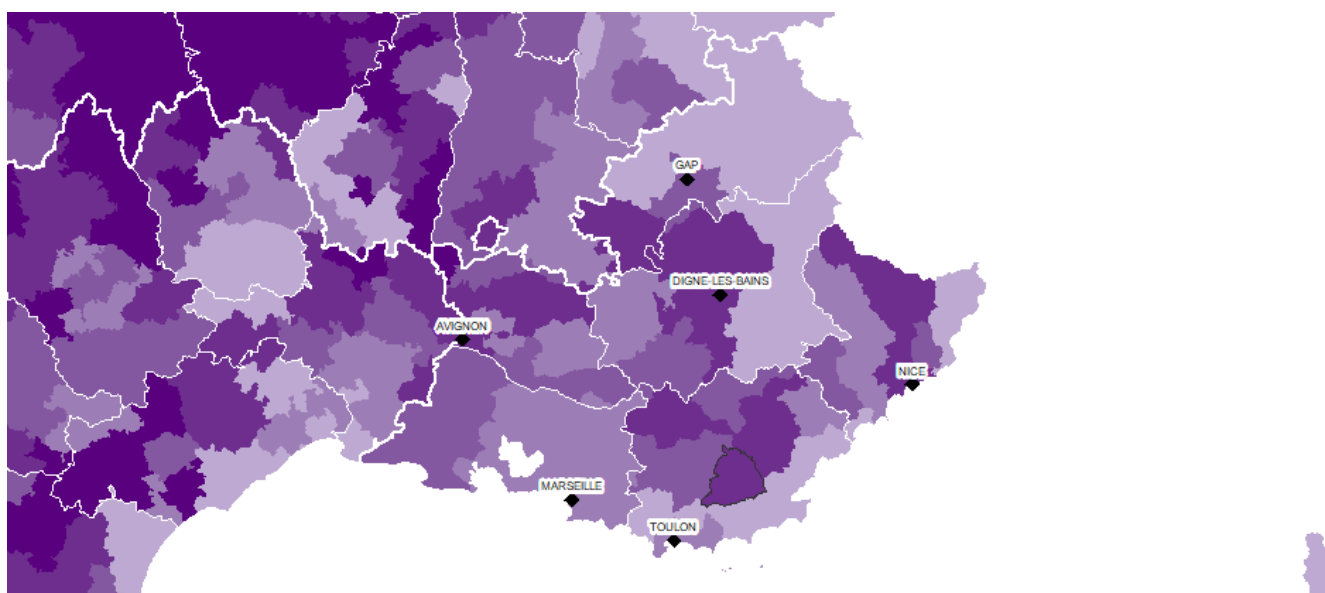 GAP
DIGNE-LES-BAINS
AVIGNON
NICE
MARSEILLE
TOULON